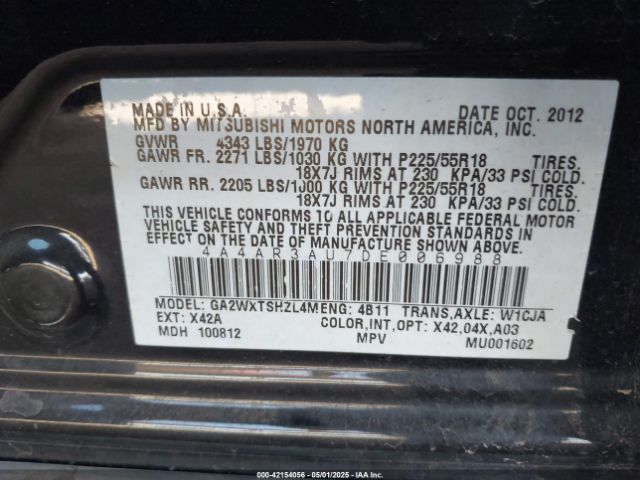 MADE IN U.S.A. DATE OCT. 2012
MFD BY MITSUBISHI MOTORS NORTH AMERICA, INC.
GVWR 4343 LBS/1970 KG
GAWR FR. 2271 LBS/1030 KG WITH P225/55R18 TIRES.
18X7J RIMS AT 230 KPA/33 PSI COLD.
GAWR RR. 2205 LBS/1000 KG WITH P225/55R18 TIRES.
18X7J RIMS AT 230 KPA/33 PSI COLD.
THIS VEHICLE CONFORMS TO ALL APPLICABLE FEDERAL MOTOR
VEHICLE SAFETY AND THEFT PREVENTION STANDARDS IN
EFFECT ON THE DATE OF MANUFACTURE SHOWN ABOVE.
4A4AR3AU7DE006988
MODEL: GA2WXTSHZL4M ENG: 4B11 TRANS,AXLE: W1CJA
EXT: X42A COLOR,INT,OPT: X42,04X,A03
MDH 100812 MPV MU001602
000-42154056 - 05/01/2025 - IAAI.com